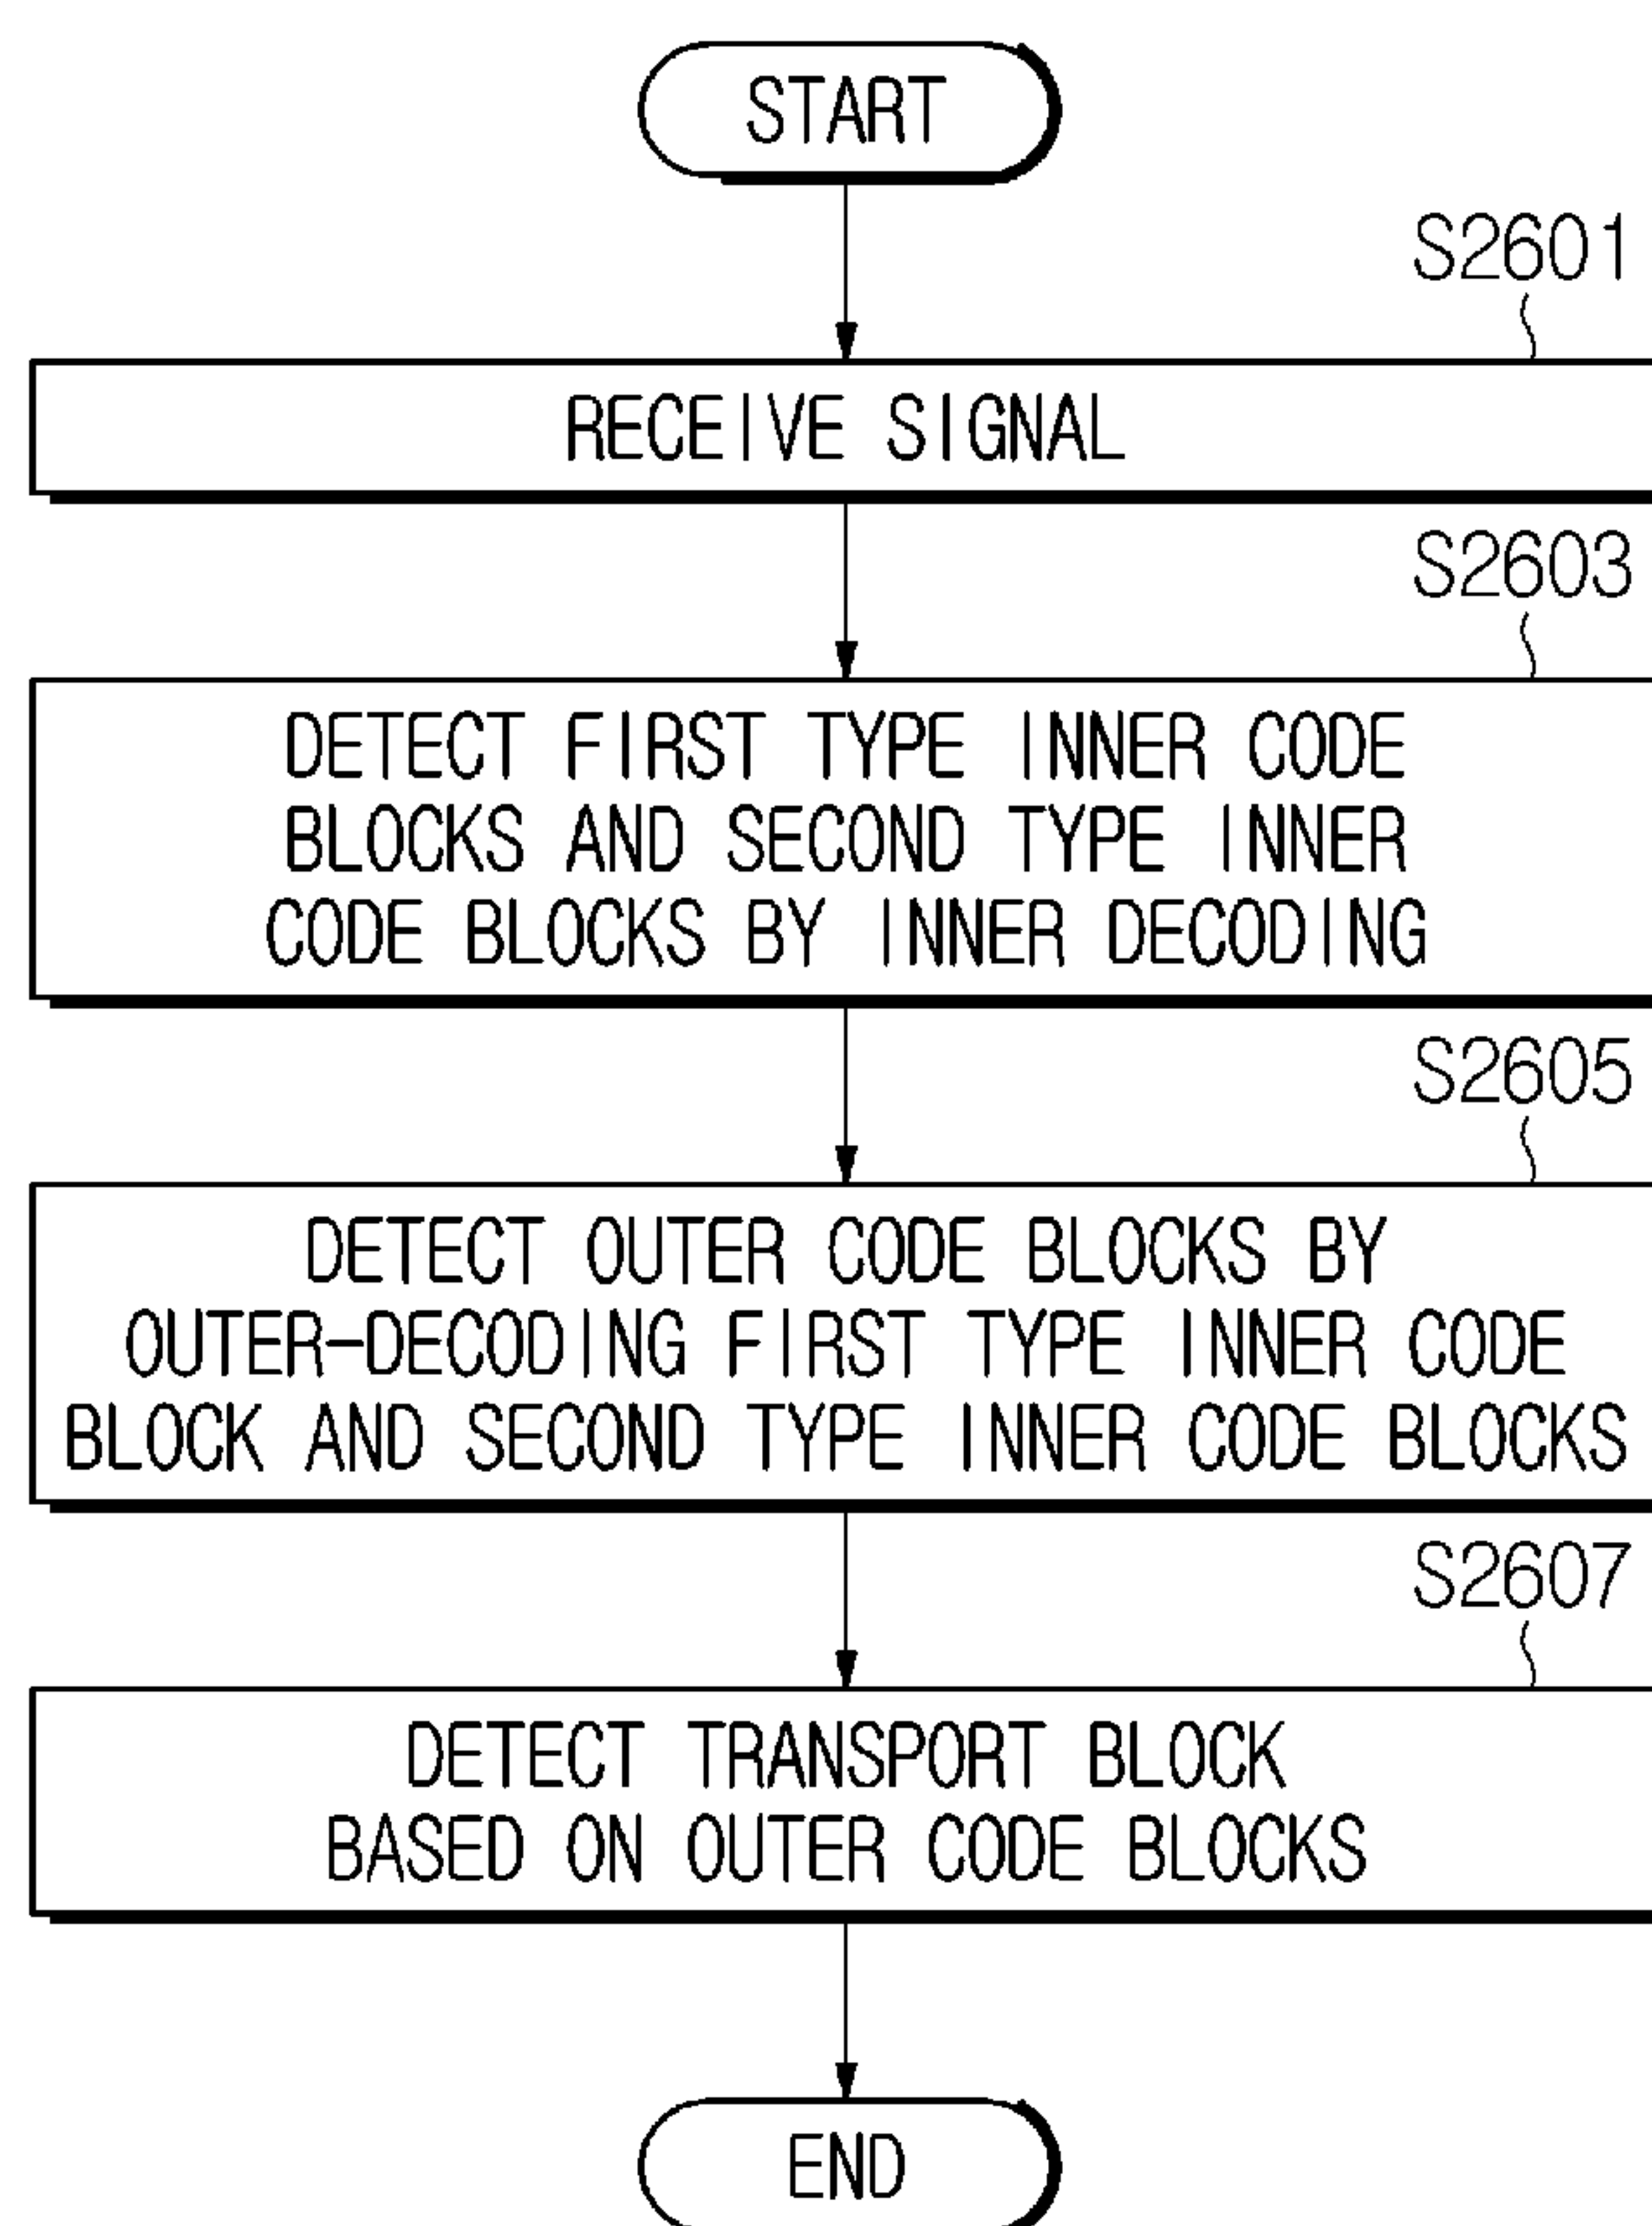 START
S2601
RECEIVE SIGNAL
S2603
DETECT FIRST TYPE INNER CODE
BLOCKS AND SECOND TYPE INNER
CODE BLOCKS BY INNER DECODING
S2605
DETECT OUTER CODE BLOCKS BY
OUTER-DECODING FIRST TYPE INNER CODE
BLOCK AND SECOND TYPE INNER CODE BLOCKS
S2607
DETECT TRANSPORT BLOCK
BASED ON OUTER CODE BLOCKS
END